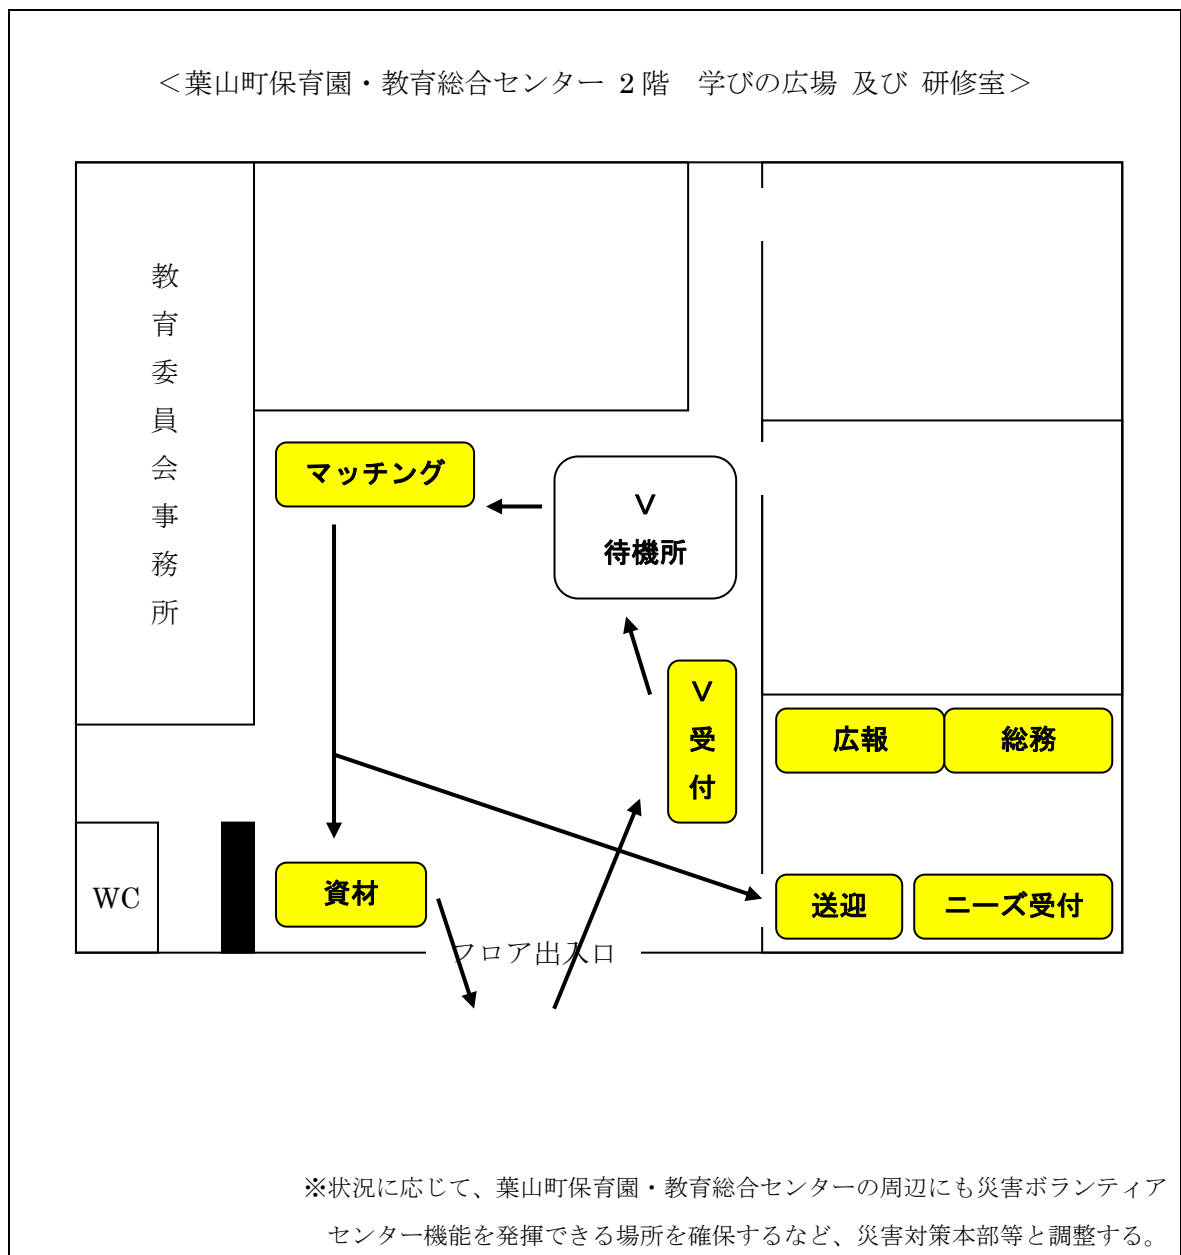 ＜葉山町保育園・教育総合センター 2階　学びの広場 及び 研修室＞
教育委員会事務所
マッチング
V
待機所
V受付
広報
総務
WC
資材
送迎
ニーズ受付
フロア出入口
※状況に応じて、葉山町保育園・教育総合センターの周辺にも災害ボランティア
センター機能を発揮できる場所を確保するなど、災害対策本部等と調整する。